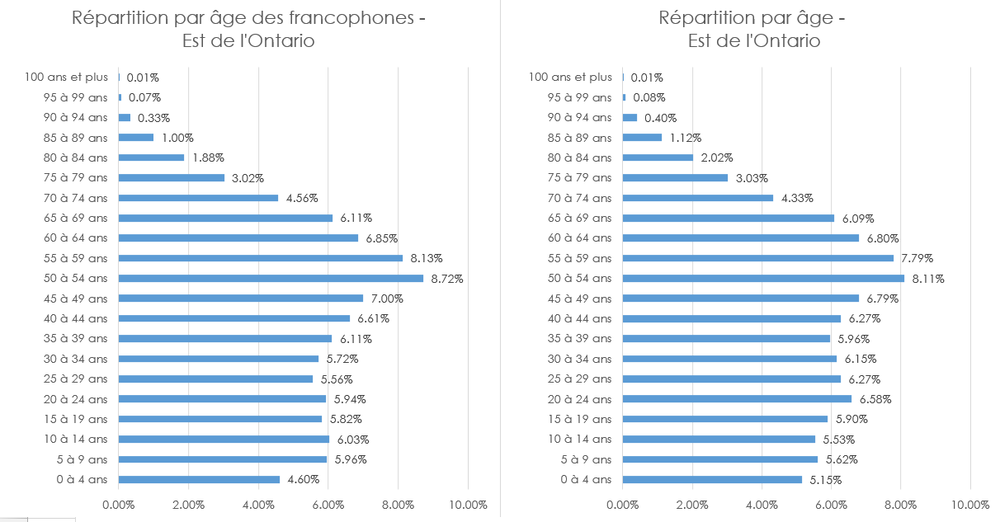 Répartition par âge des francophones -
Est de l'Ontario
100 ans et plus 0.01%
95 à 99 ans 0.07%
90 à 94 ans 0.33%
85 à 89 ans 1.00%
80 à 84 ans 1.88%
75 à 79 ans 3.02%
70 à 74 ans 4.56%
65 à 69 ans 6.11%
60 à 64 ans 6.85%
55 à 59 ans 8.13%
50 à 54 ans 8.72%
45 à 49 ans 7.00%
40 à 44 ans 6.61%
35 à 39 ans 6.11%
30 à 34 ans 5.72%
25 à 29 ans 5.56%
20 à 24 ans 5.94%
15 à 19 ans 5.82%
10 à 14 ans 6.03%
5 à 9 ans 5.96%
0 à 4 ans 4.60%
0.00% 2.00% 4.00% 6.00% 8.00% 10.00%
Répartition par âge -
Est de l'Ontario
100 ans et plus 0.01%
95 à 99 ans 0.08%
90 à 94 ans 0.40%
85 à 89 ans 1.12%
80 à 84 ans 2.02%
75 à 79 ans 3.03%
70 à 74 ans 4.33%
65 à 69 ans 6.09%
60 à 64 ans 6.80%
55 à 59 ans 7.79%
50 à 54 ans 8.11%
45 à 49 ans 6.79%
40 à 44 ans 6.27%
35 à 39 ans 5.96%
30 à 34 ans 6.15%
25 à 29 ans 6.27%
20 à 24 ans 6.58%
15 à 19 ans 5.90%
10 à 14 ans 5.53%
5 à 9 ans 5.62%
0 à 4 ans 5.15%
0.00% 2.00% 4.00% 6.00% 8.00% 10.00%